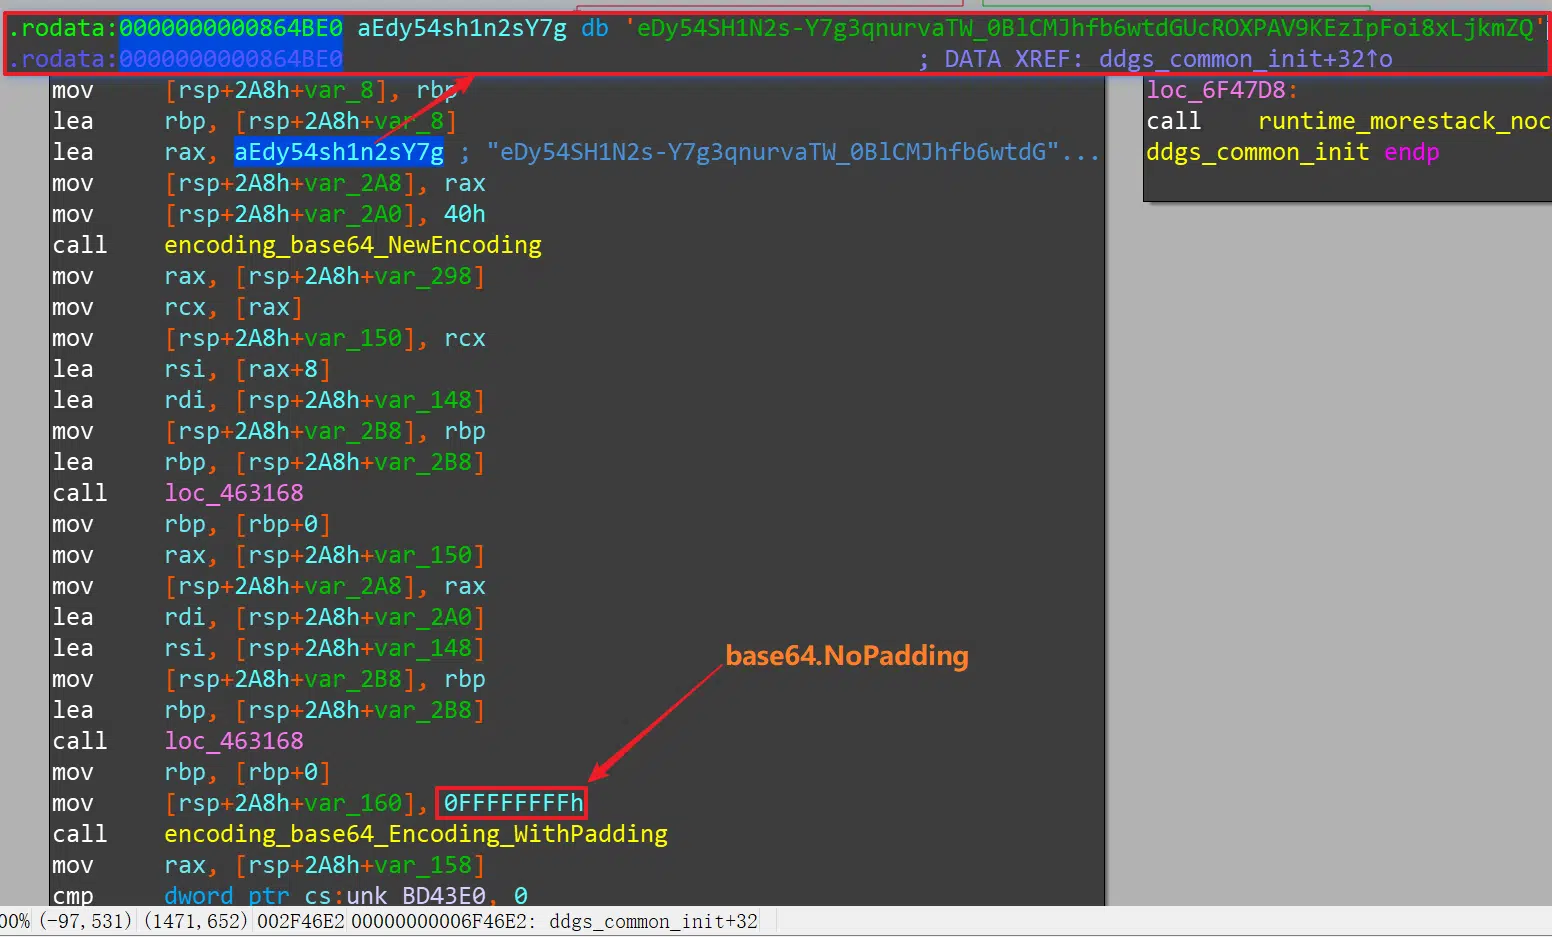 .rodata:0000000000864BE0 aEdy54sh1n2sY7g db 'eDy54SH1N2s-Y7g3qnurvaTW_0BlCMJhfb6wtdGUcROXPAV9KEzIpFoi8xLjkmZQ'
.rodata:0000000000864BE0 ; DATA XREF: ddgs_common_init+32↑o
mov [rsp+2A8h+var_8], rbp
lea rbp, [rsp+2A8h+var_8]
lea rax, aEdy54sh1n2sY7g ; "eDy54SH1N2s-Y7g3qnurvaTW_0BlCMJhfb6wtdG"...
mov [rsp+2A8h+var_2A8], rax
mov [rsp+2A8h+var_2A0], 40h
call encoding_base64_NewEncoding
mov rax, [rsp+2A8h+var_298]
mov rcx, [rax]
mov [rsp+2A8h+var_150], rcx
lea rsi, [rax+8]
lea rdi, [rsp+2A8h+var_148]
mov [rsp+2A8h+var_2B8], rbp
lea rbp, [rsp+2A8h+var_2B8]
call loc_463168
mov rbp, [rbp+0]
mov rax, [rsp+2A8h+var_150]
mov [rsp+2A8h+var_2A8], rax
lea rdi, [rsp+2A8h+var_2A0]
lea rsi, [rsp+2A8h+var_148]
mov [rsp+2A8h+var_2B8], rbp
lea rbp, [rsp+2A8h+var_2B8]
call loc_463168
mov rbp, [rbp+0]
mov [rsp+2A8h+var_160], 0FFFFFFFFh
call encoding_base64_Encoding_WithPadding
mov rax, [rsp+2A8h+var_158]
cmp dword ptr cs:unk_BD43E0, 0
base64.NoPadding
loc_6F47D8:
call runtime_morestack_noc
ddgs_common_init endp
00% (-97,531) (1471,652) 002F46E2 00000000006F46E2: ddgs_common_init+32